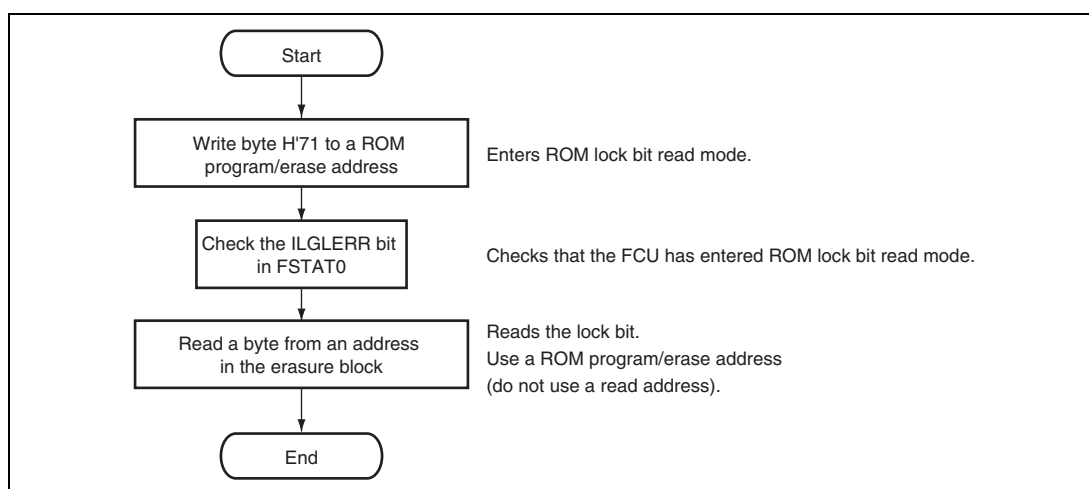 Start
Write byte H'71 to a ROM
program/erase address
Enters ROM lock bit read mode.
Check the ILGLERR bit
in FSTAT0
Checks that the FCU has entered ROM lock bit read mode.
Read a byte from an address
in the erasure block
Reads the lock bit.
Use a ROM program/erase address
(do not use a read address).
End